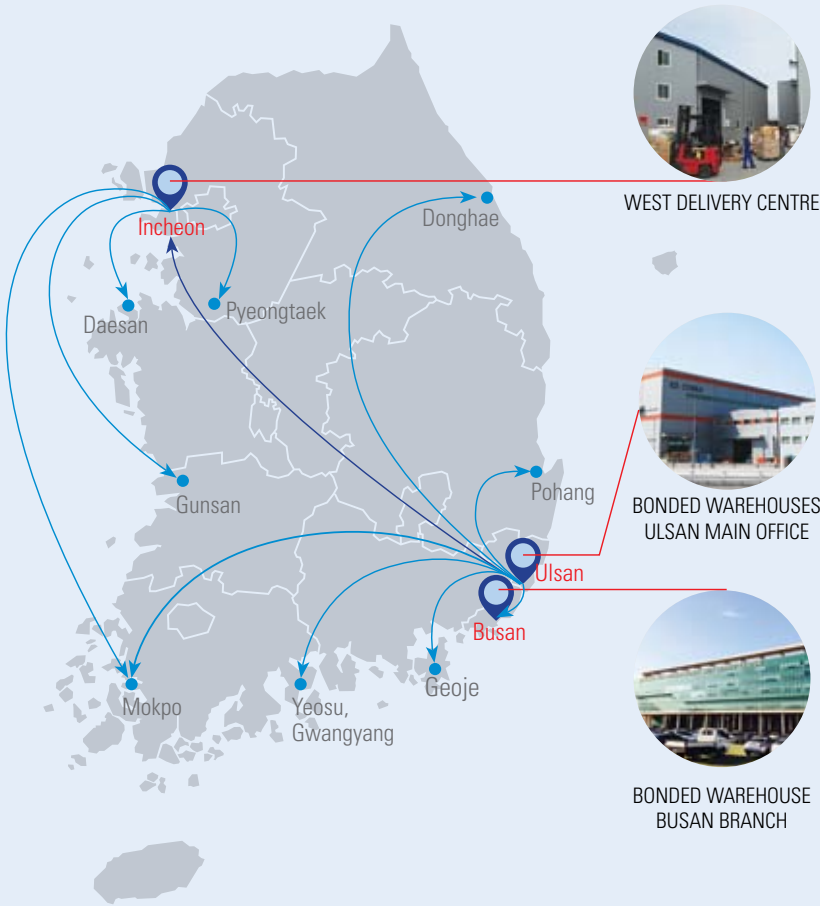 WEST DELIVERY CENTRE
Donghae
Incheon
Daesan
Pyeongtaek
Gunsan
Pohang
BONDED WAREHOUSES
ULSAN MAIN OFFICE
Ulsan
Busan
Mokpo
Yeosu,
Gwangyang
Geoje
BONDED WAREHOUSE
BUSAN BRANCH